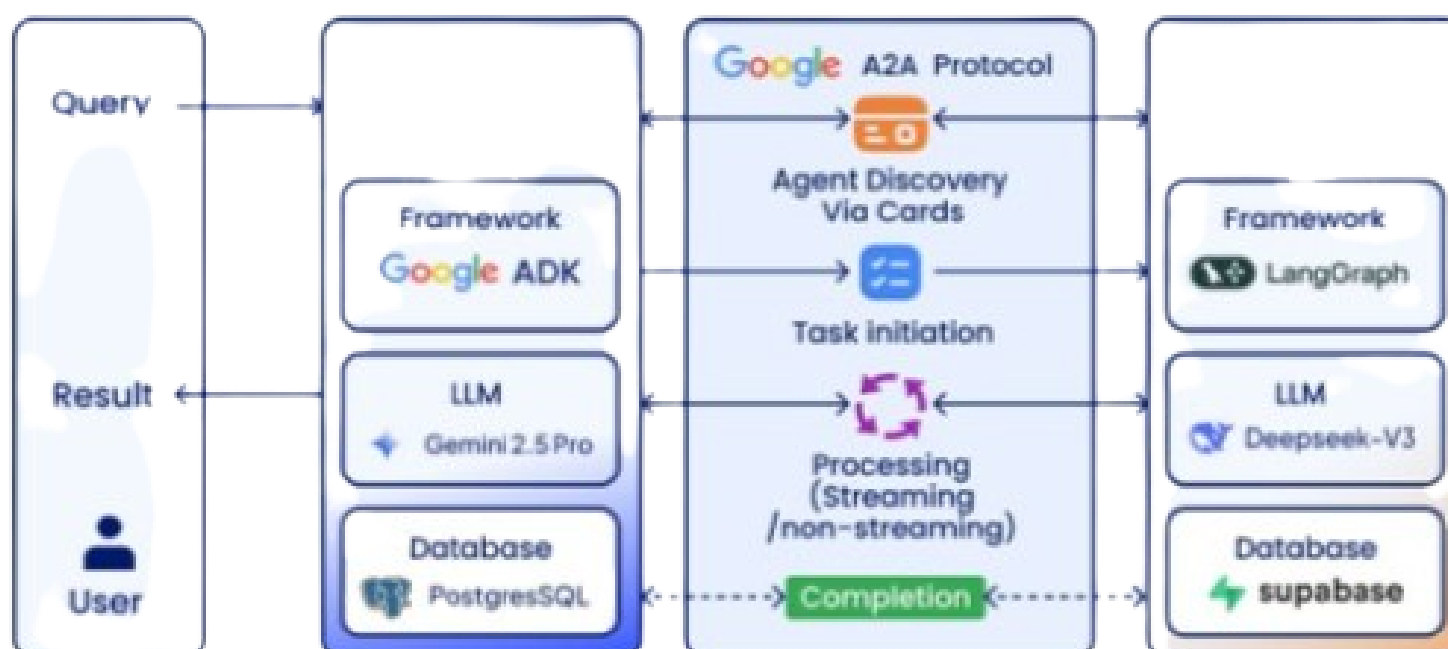 Query
Result
User
Framework
Google ADK
LLM
Gemini 2.5 Pro
Database
PostgresSQL
Google A2A Protocol
Agent Discovery
Via Cards
Task initiation
Processing
(Streaming
/non-streaming)
Completion
Framework
LangGraph
LLM
Deepseek-V3
Database
supabase